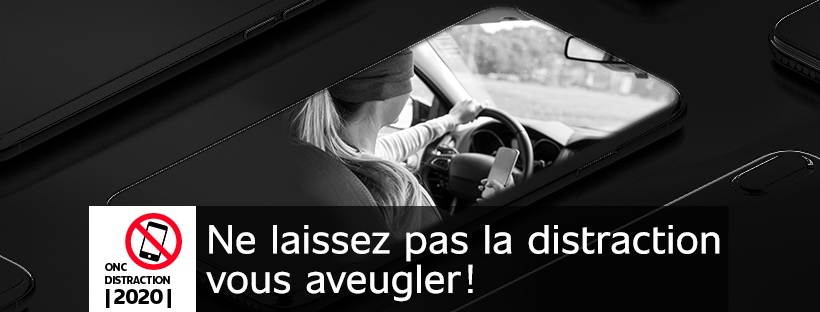 Ne laissez pas la distraction
vous aveugler!
ONC
DISTRACTION
|2020|